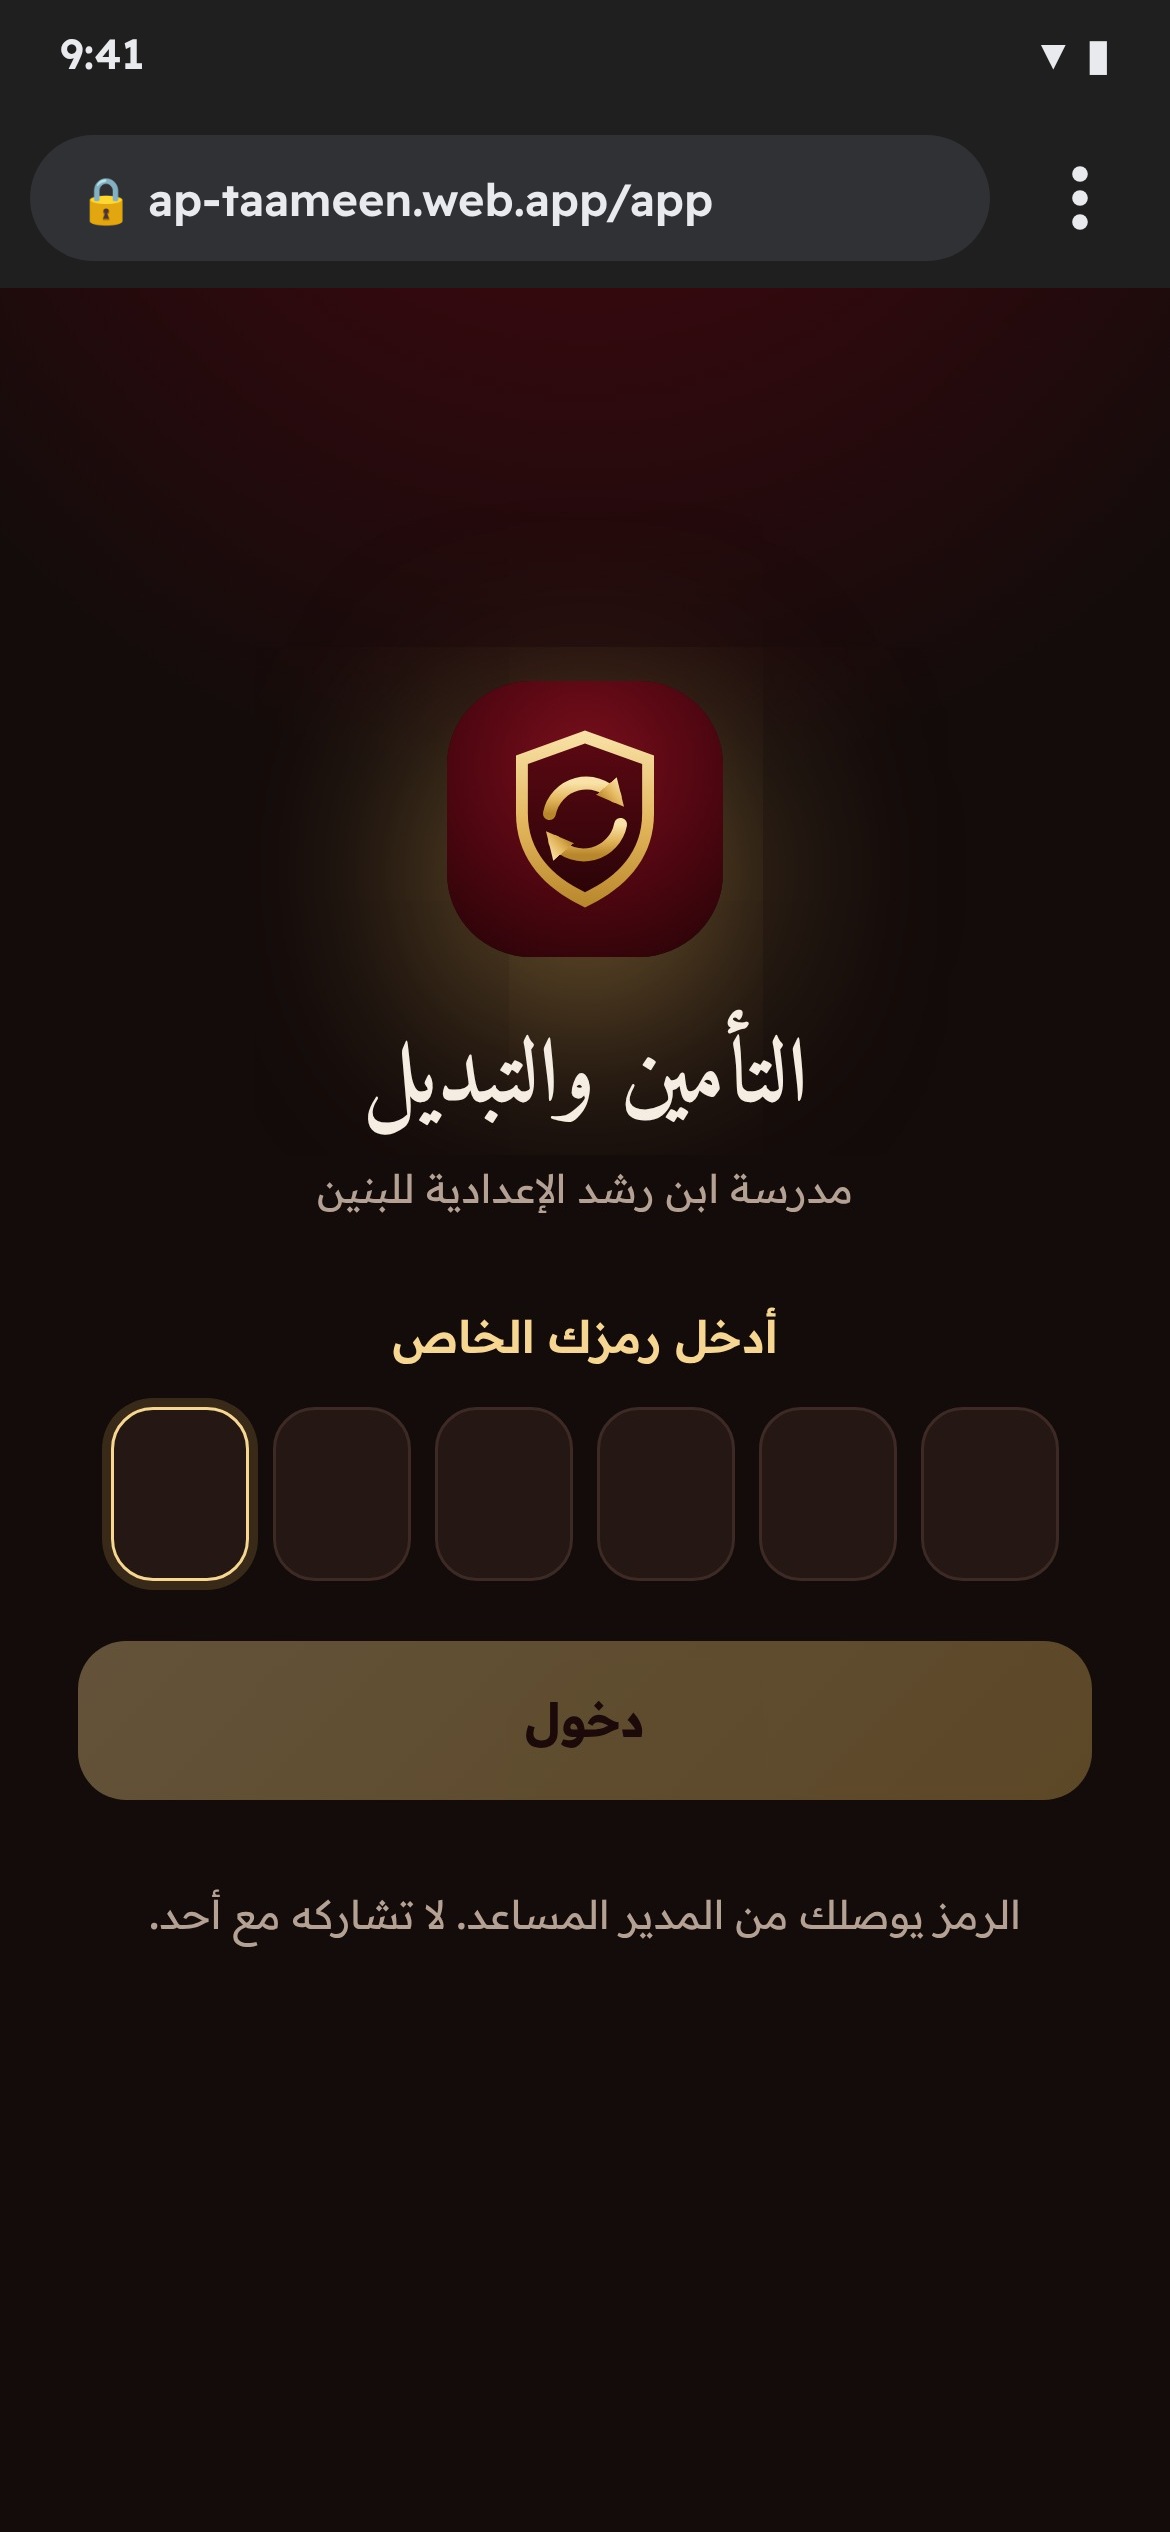 9:41
ap-taameen.web.app/app
التأمين والتبديل
مدرسة ابن رشد الإعدادية للبنين
أدخل رمزك الخاص
دخول
الرمز يوصلك من المدير المساعد. لا تشاركه مع أحد.